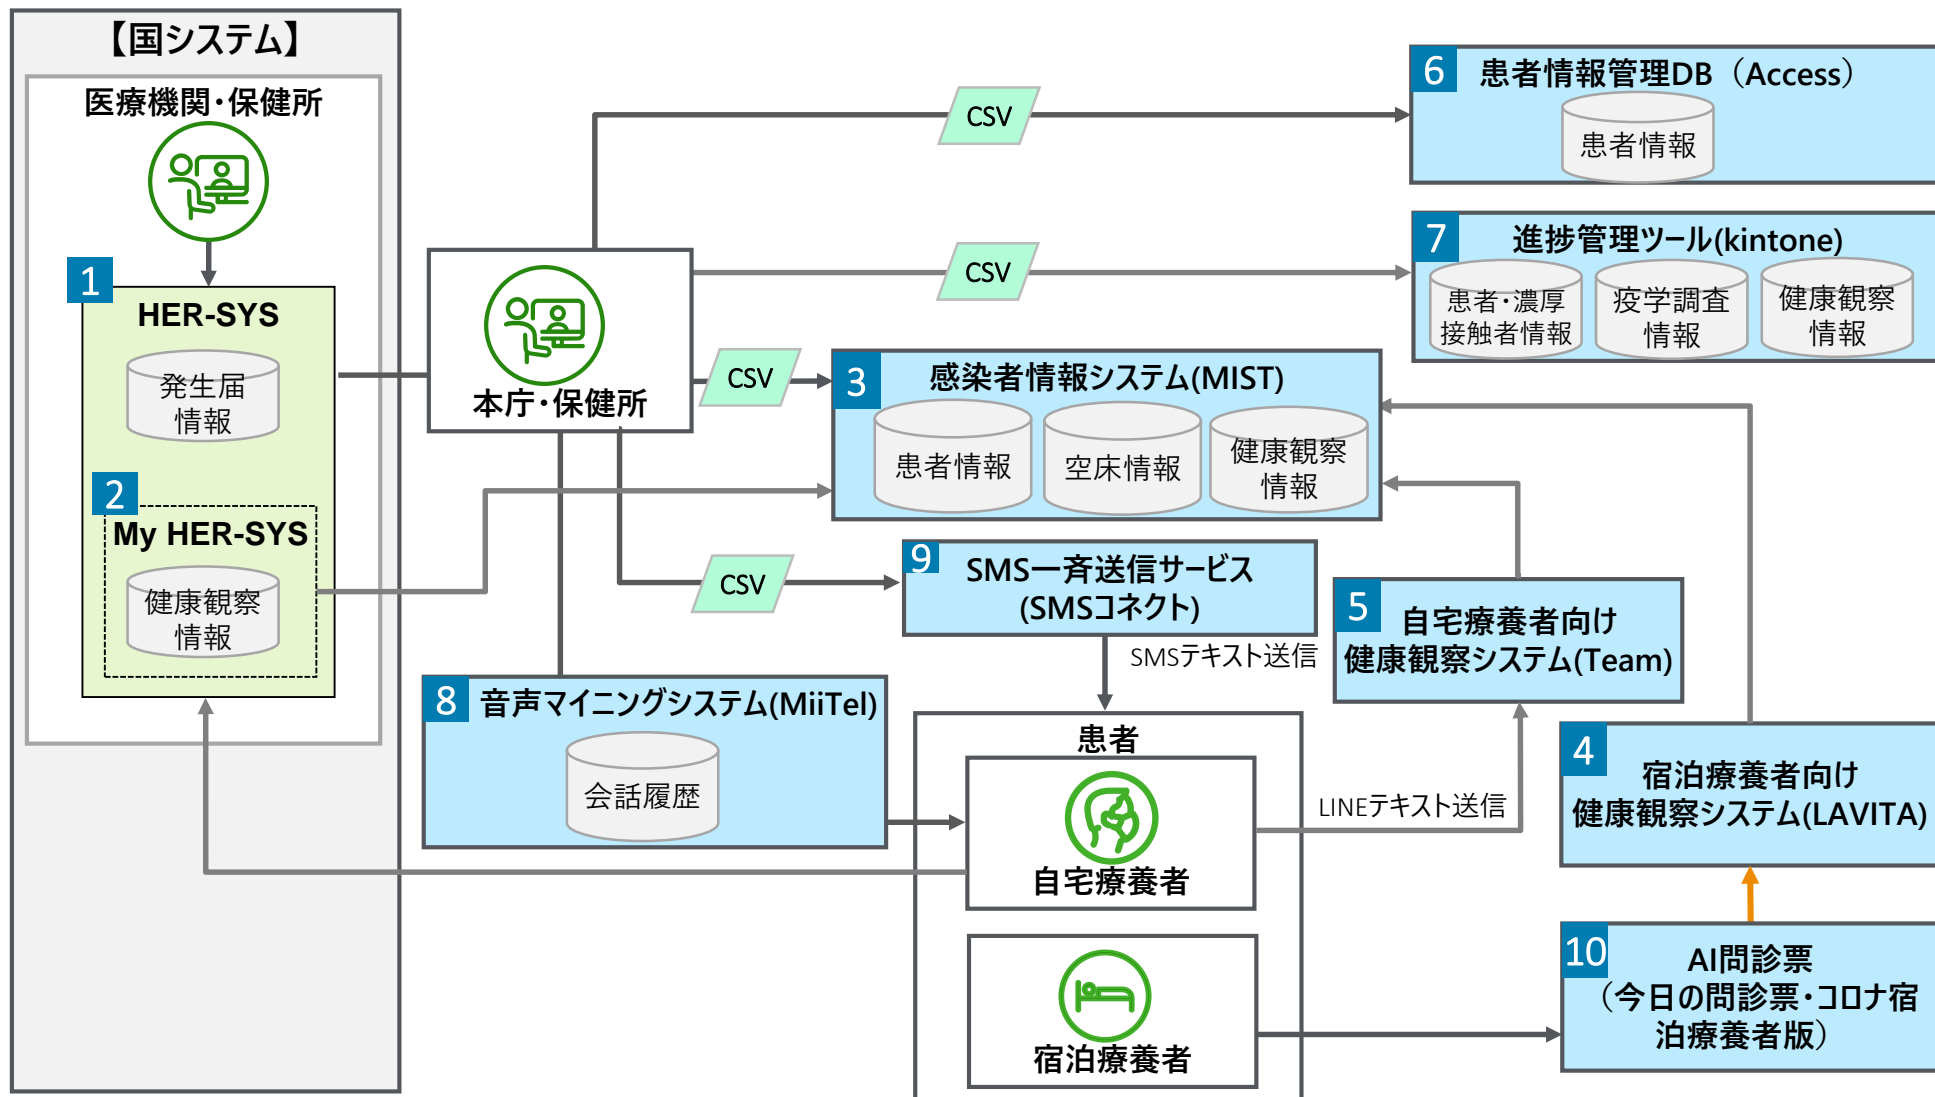 【国システム】
医療機関・保健所
1
HER-SYS
発生届
情報
2
My HER-SYS
健康観察
情報
本庁・保健所
CSV
CSV
CSV
CSV
6
患者情報管理DB（Access）
患者情報
7
進捗管理ツール(kintone)
患者・濃厚
接触者情報
疫学調査
情報
健康観察
情報
3
感染者情報システム(MIST)
患者情報
空床情報
健康観察
情報
9
SMS一斉送信サービス
(SMSコネクト)
SMSテキスト送信
5
自宅療養者向け
健康観察システム(Team)
8
音声マイニングシステム(MiiTel)
会話履歴
患者
自宅療養者
LINEテキスト送信
4
宿泊療養者向け
健康観察システム(LAVITA)
宿泊療養者
10
AI問診票
（今日の問診票・コロナ宿
泊療養者版）